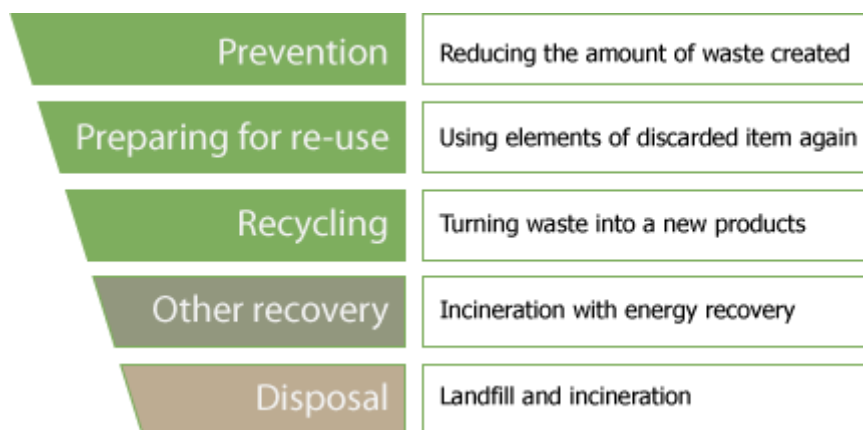 Prevention
Reducing the amount of waste created
Preparing for re-use
Using elements of discarded item again
Recycling
Turning waste into a new products
Other recovery
Incineration with energy recovery
Disposal
Landfill and incineration